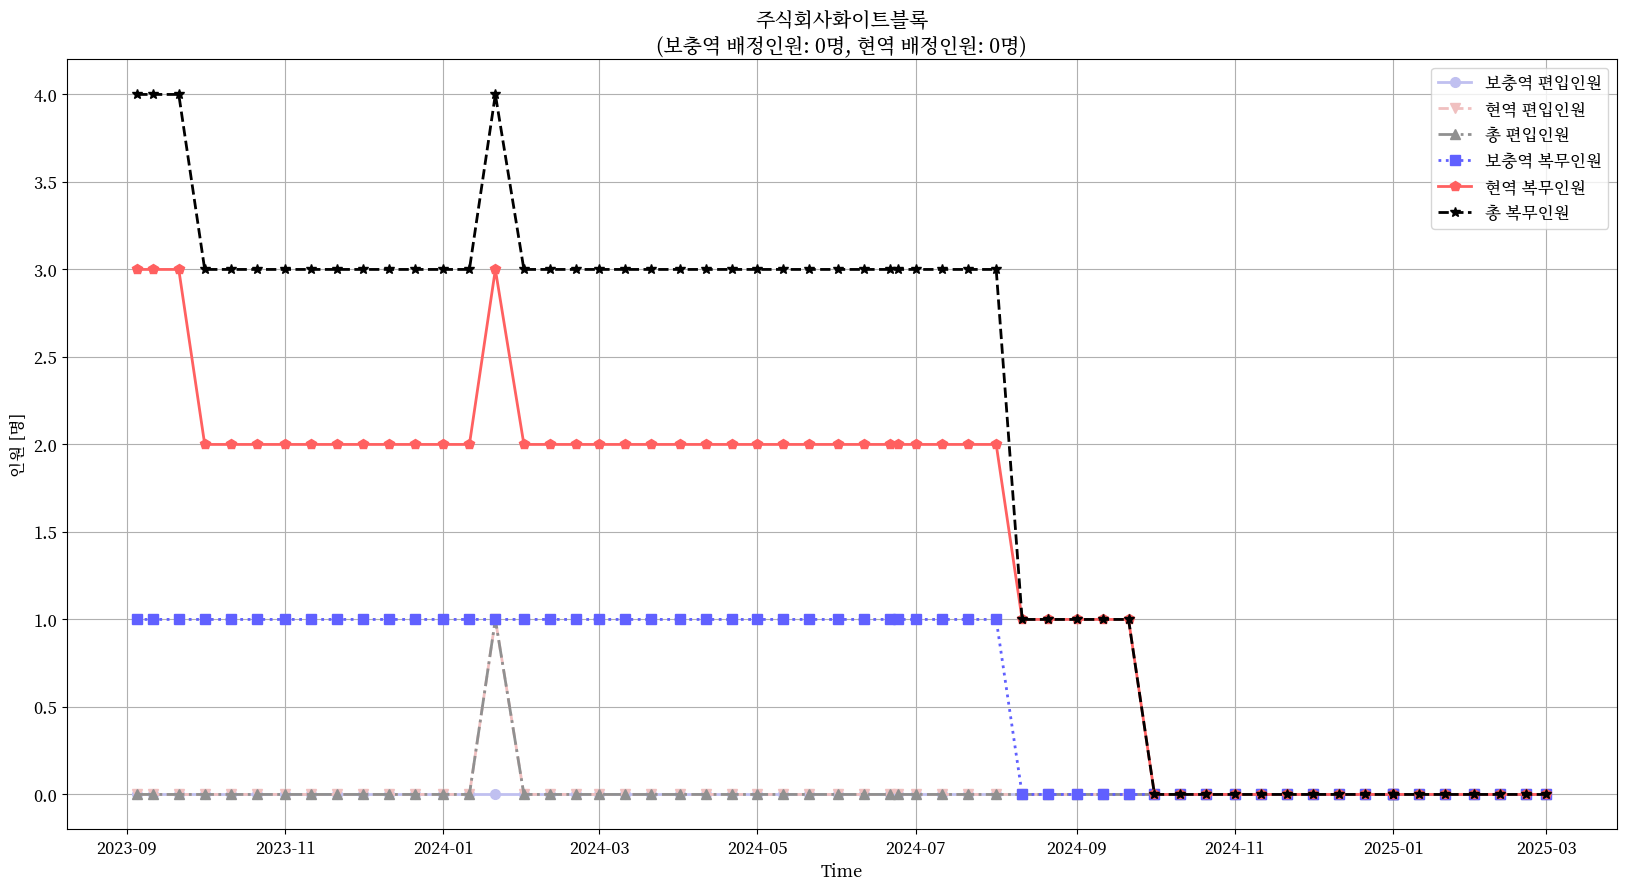 주식회사화이트블록
(보충역 배정인원: 0명, 현역 배정인원: 0명)
보충역 편입인원
현역 편입인원
총 편입인원
보충역 복무인원
현역 복무인원
총 복무인원
인원 [명]
4.0
3.5
3.0
2.5
2.0
1.5
1.0
0.5
0.0
2023-09 2023-11 2024-01 2024-03 2024-05 2024-07 2024-09 2024-11 2025-01 2025-03
Time